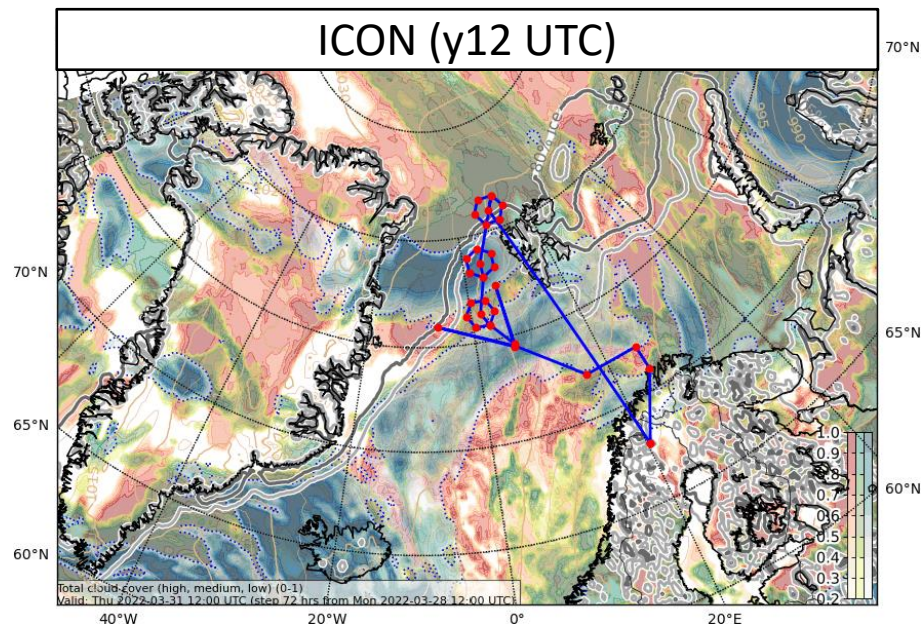 ICON (y12 UTC)
70°N
70°N
65°N
65°N
60°N
60°N
995
990
1.0
0.9
0.8
0.7
0.6
0.5
0.4
0.3
0.2
Total cloud cover (high, medium, low) (0-1)
Valid: Thu 2022-03-31 12:00 UTC (step 72 hrs from Mon 2022-03-28 12:00 UTC)
40°W
20°W
0°
20°E